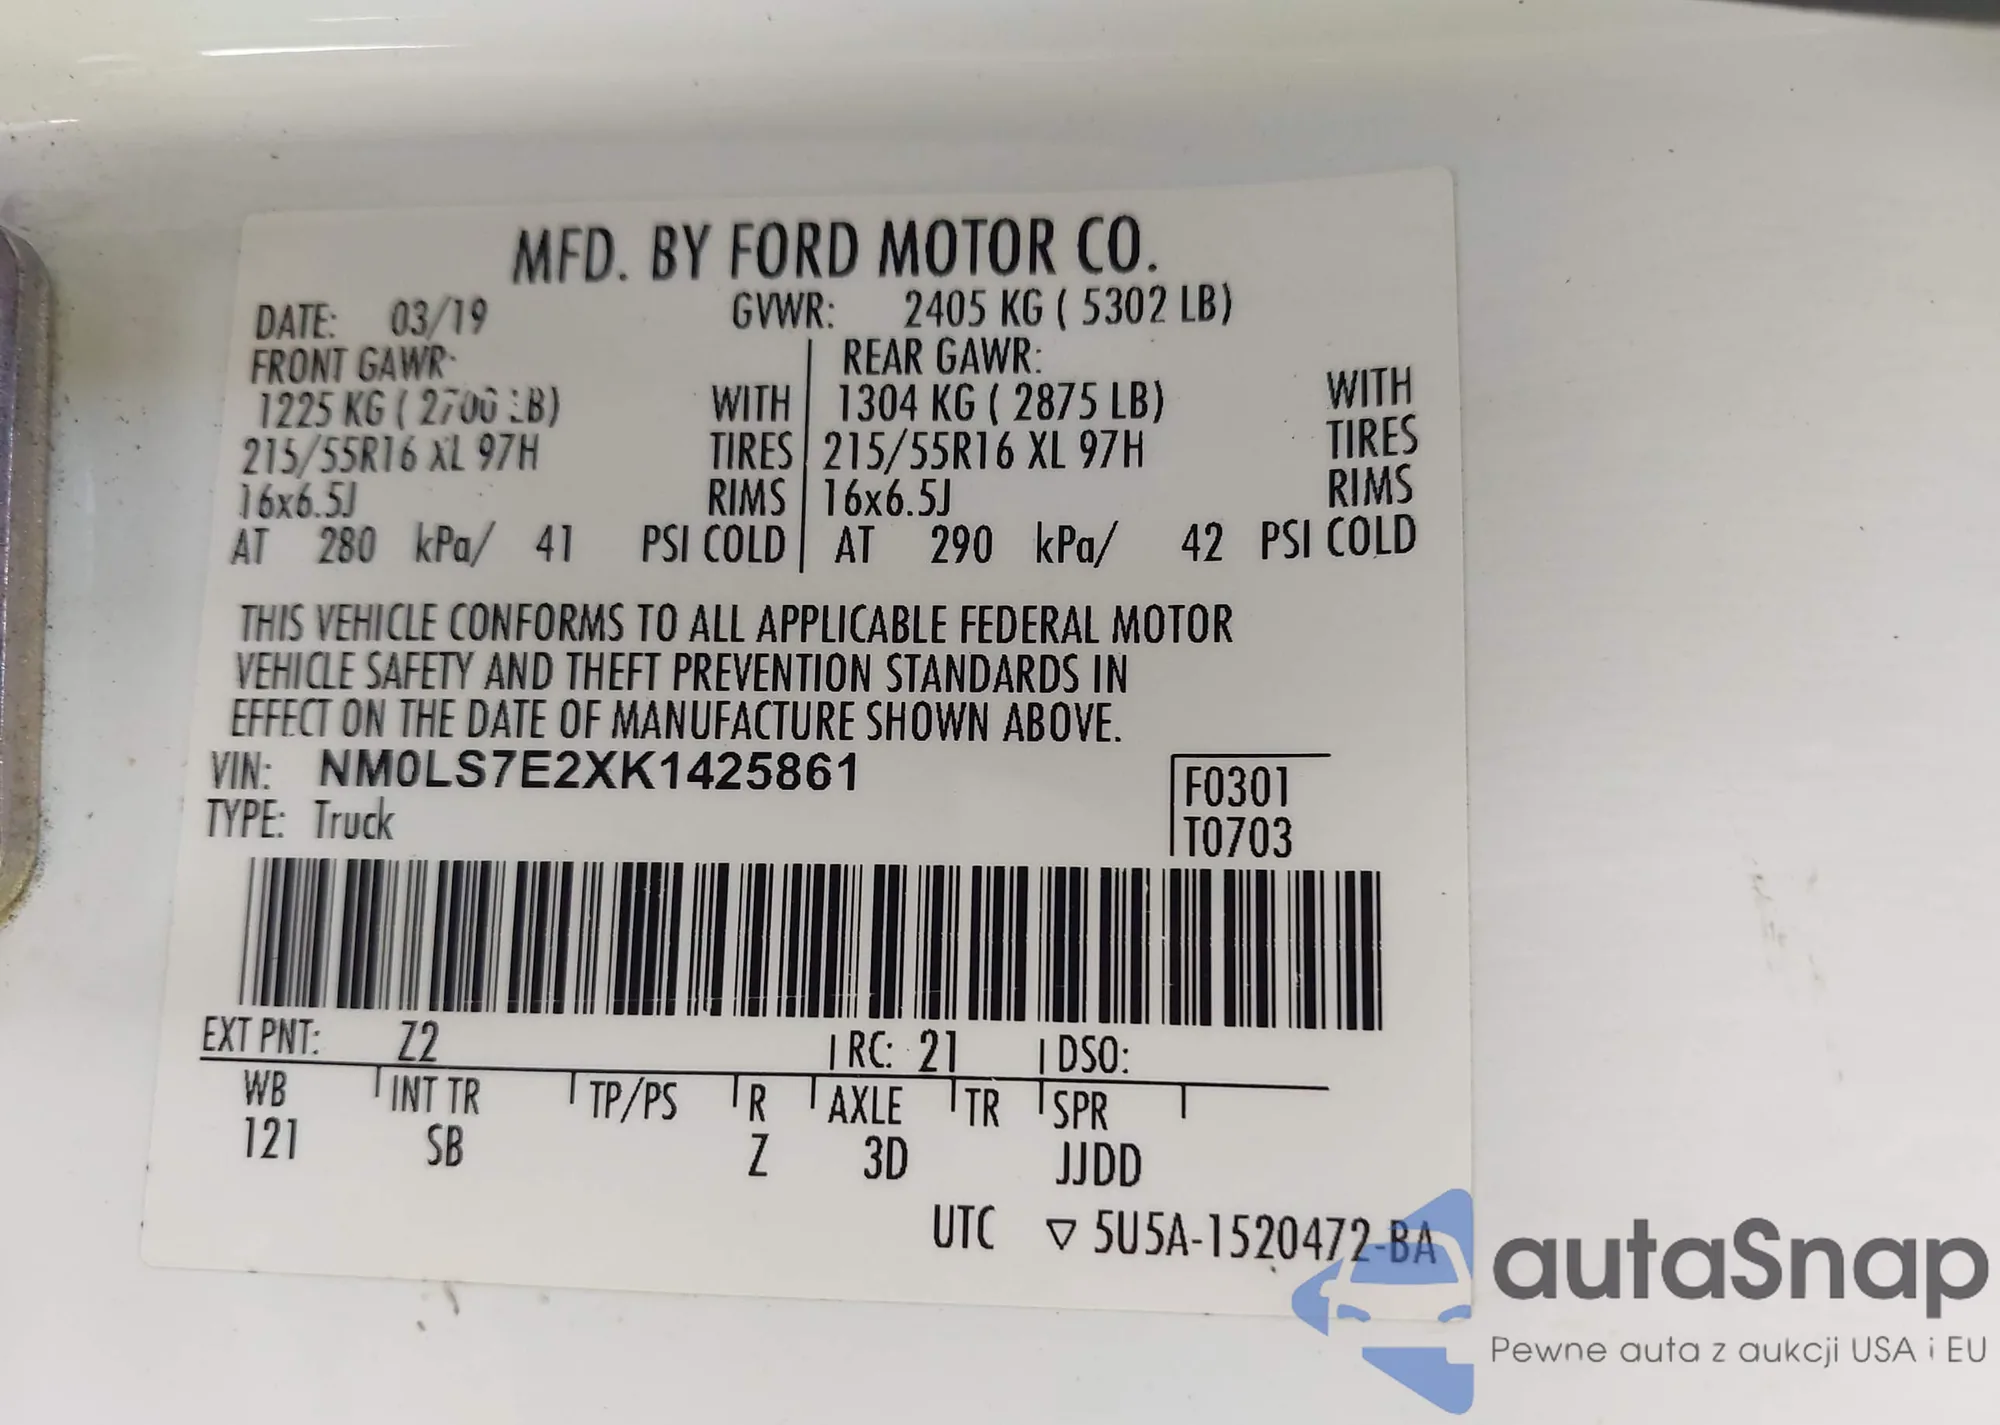 MFD. BY FORD MOTOR CO.
DATE: 03/19 GVWR: 2405 KG ( 5302 LB)
FRONT GAWR: REAR GAWR:
1225 KG ( 2700 LB) WITH 1304 KG ( 2875 LB) WITH
215/55R16 XL 97H TIRES 215/55R16 XL 97H TIRES
16x6.5J RIMS 16x6.5J RIMS
AT 280 kPa/ 41 PSI COLD AT 290 kPa/ 42 PSI COLD
THIS VEHICLE CONFORMS TO ALL APPLICABLE FEDERAL MOTOR
VEHICLE SAFETY AND THEFT PREVENTION STANDARDS IN
EFFECT ON THE DATE OF MANUFACTURE SHOWN ABOVE.
VIN: NM0LS7E2XK1425861 F0301
TYPE: Truck T0703
EXT PNT: Z2 RC: 21 DSO:
WB INT TR TP/PS R AXLE TR SPR
121 SB Z 3D JJDD
UTC ▽ 5U5A-1520472-BA
autaSnap
Pewne auta z aukcji USA i EU